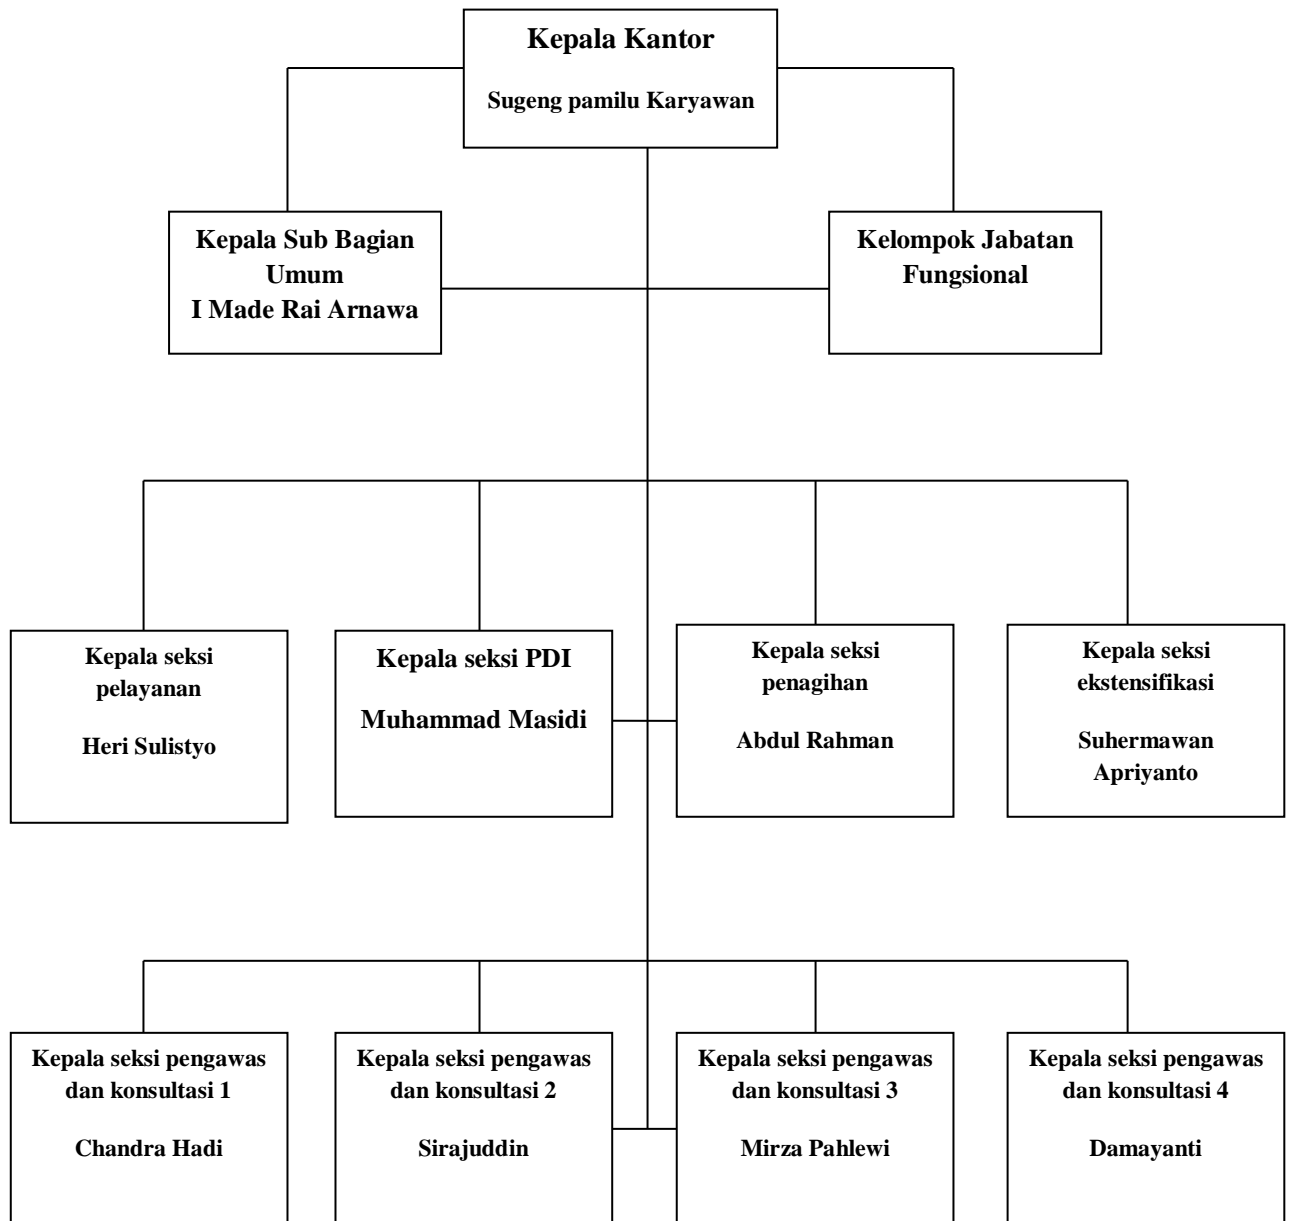 Kepala Kantor
Sugeng pamilu Karyawan
Kepala Sub Bagian
Umum
I Made Rai Arnawa
Kelompok Jabatan
Fungsional
Kepala seksi
pelayanan
Heri Sulistyo
Kepala seksi PDI
Muhammad Masidi
Kepala seksi
penagihan
Abdul Rahman
Kepala seksi
ekstensifikasi
Suhermawan
Apriyanto
Kepala seksi pengawas
dan konsultasi 1
Chandra Hadi
Kepala seksi pengawas
dan konsultasi 2
Sirajuddin
Kepala seksi pengawas
dan konsultasi 3
Mirza Pahlewi
Kepala seksi pengawas
dan konsultasi 4
Damayanti